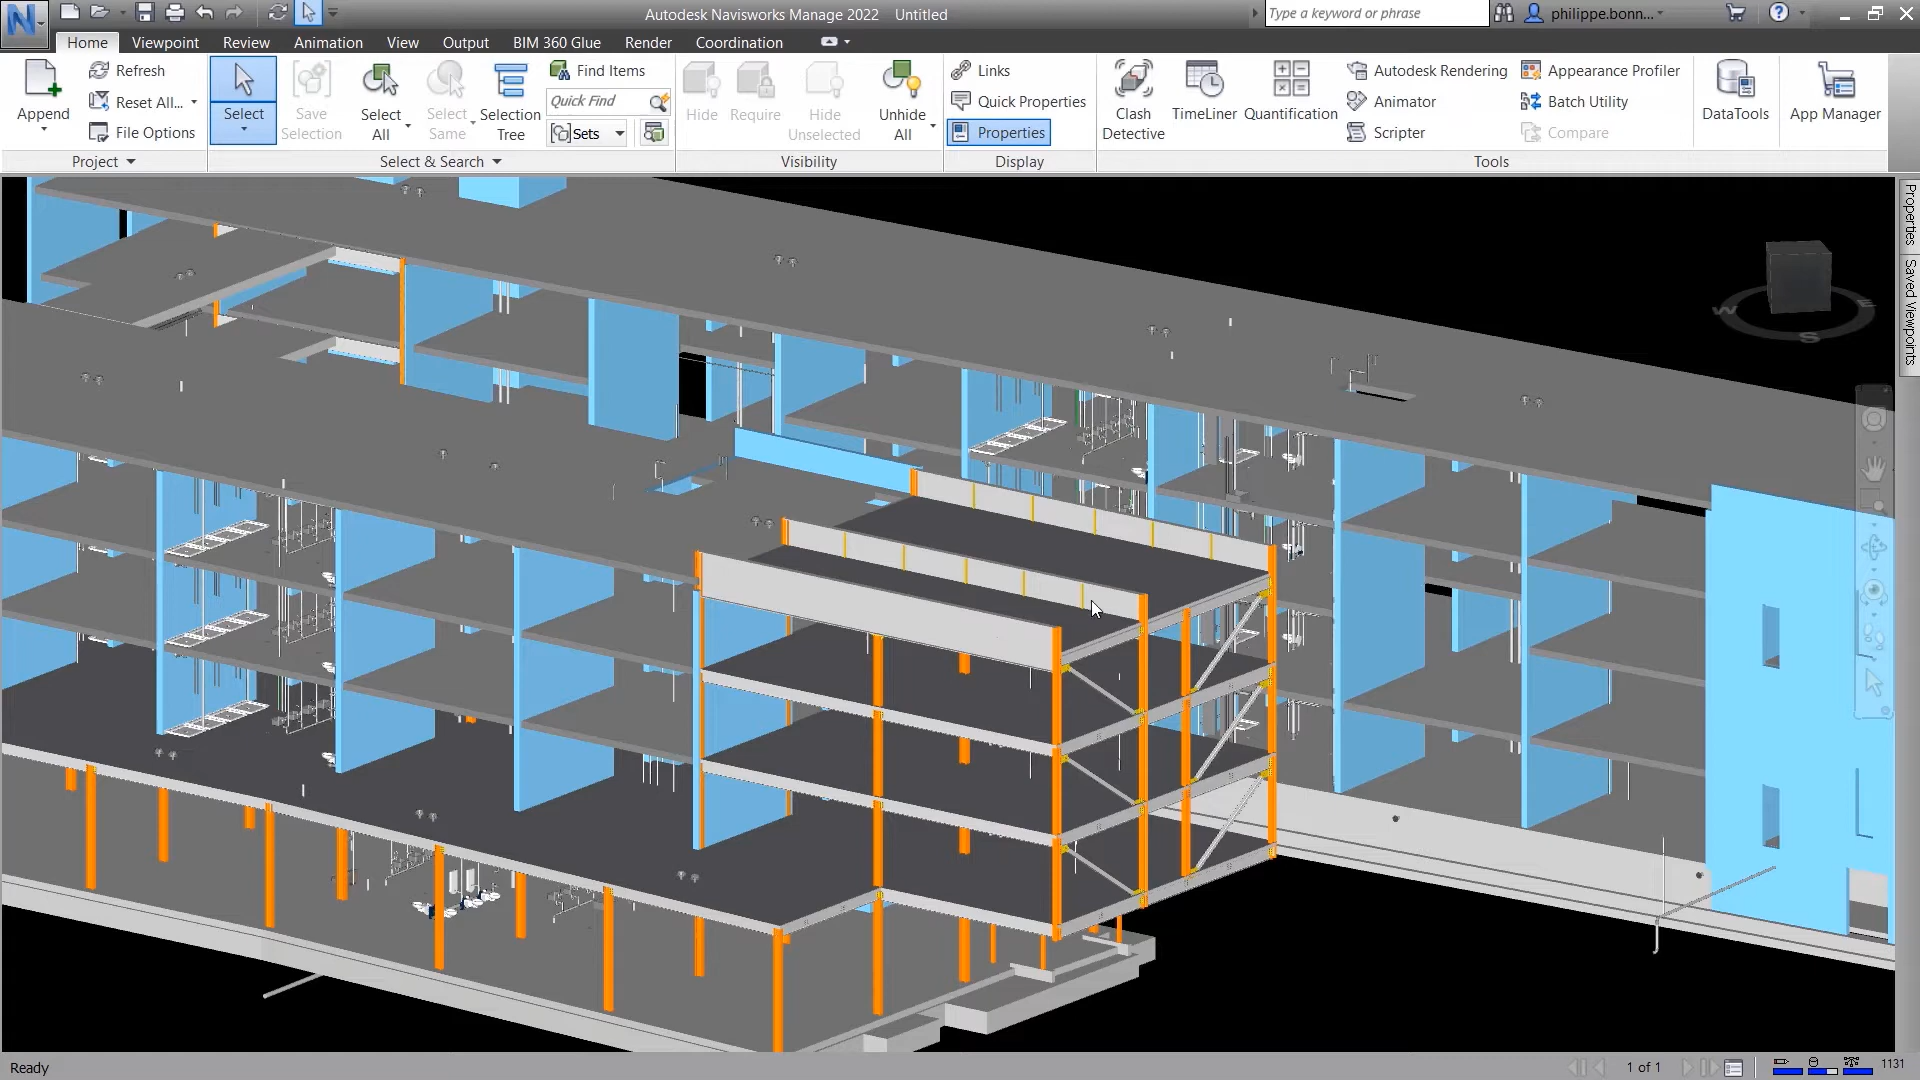 Autodesk Navisworks Manage 2022 Untitled
Type a keyword or phrase
philippe.bonn...
N
Home Viewpoint Review Animation View Output BIM 360 Glue Render Coordination
Append
Refresh
Reset All...
File Options
Project
Select
Save Selection
Select All
Select Same
Selection Tree
Find Items
Quick Find
Sets
Select & Search
Hide
Require
Hide Unselected
Unhide All
Visibility
Links
Quick Properties
Properties
Display
Clash Detective
TimeLiner
Quantification
Autodesk Rendering
Animator
Scripter
Appearance Profiler
Batch Utility
Compare
Tools
DataTools
App Manager
Properties
Saved Viewpoints
W
S
E
Ready
1 of 1
1131